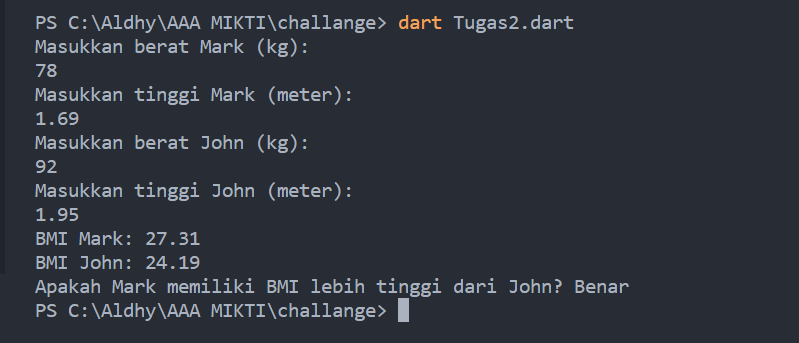 PS C:\Aldhy\AAA MIKTI\challange> dart Tugas2.dart
Masukkan berat Mark (kg):
78
Masukkan tinggi Mark (meter):
1.69
Masukkan berat John (kg):
92
Masukkan tinggi John (meter):
1.95
BMI Mark: 27.31
BMI John: 24.19
Apakah Mark memiliki BMI lebih tinggi dari John? Benar
PS C:\Aldhy\AAA MIKTI\challange>